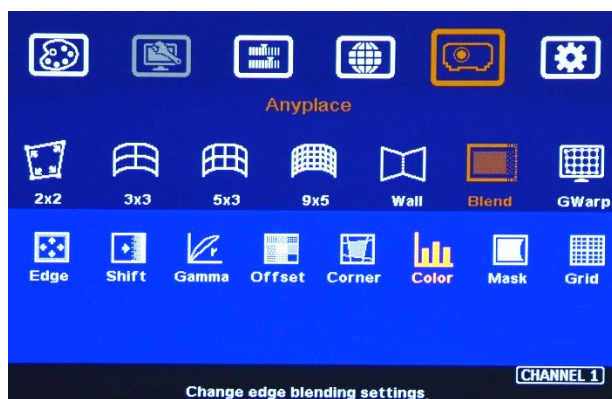 Anyplace
2x2 3x3 5x3 9x5 Wall Blend GWarp
Edge Shift Gamma Offset Corner Color Mask Grid
CHANNEL 1
Change edge blending settings